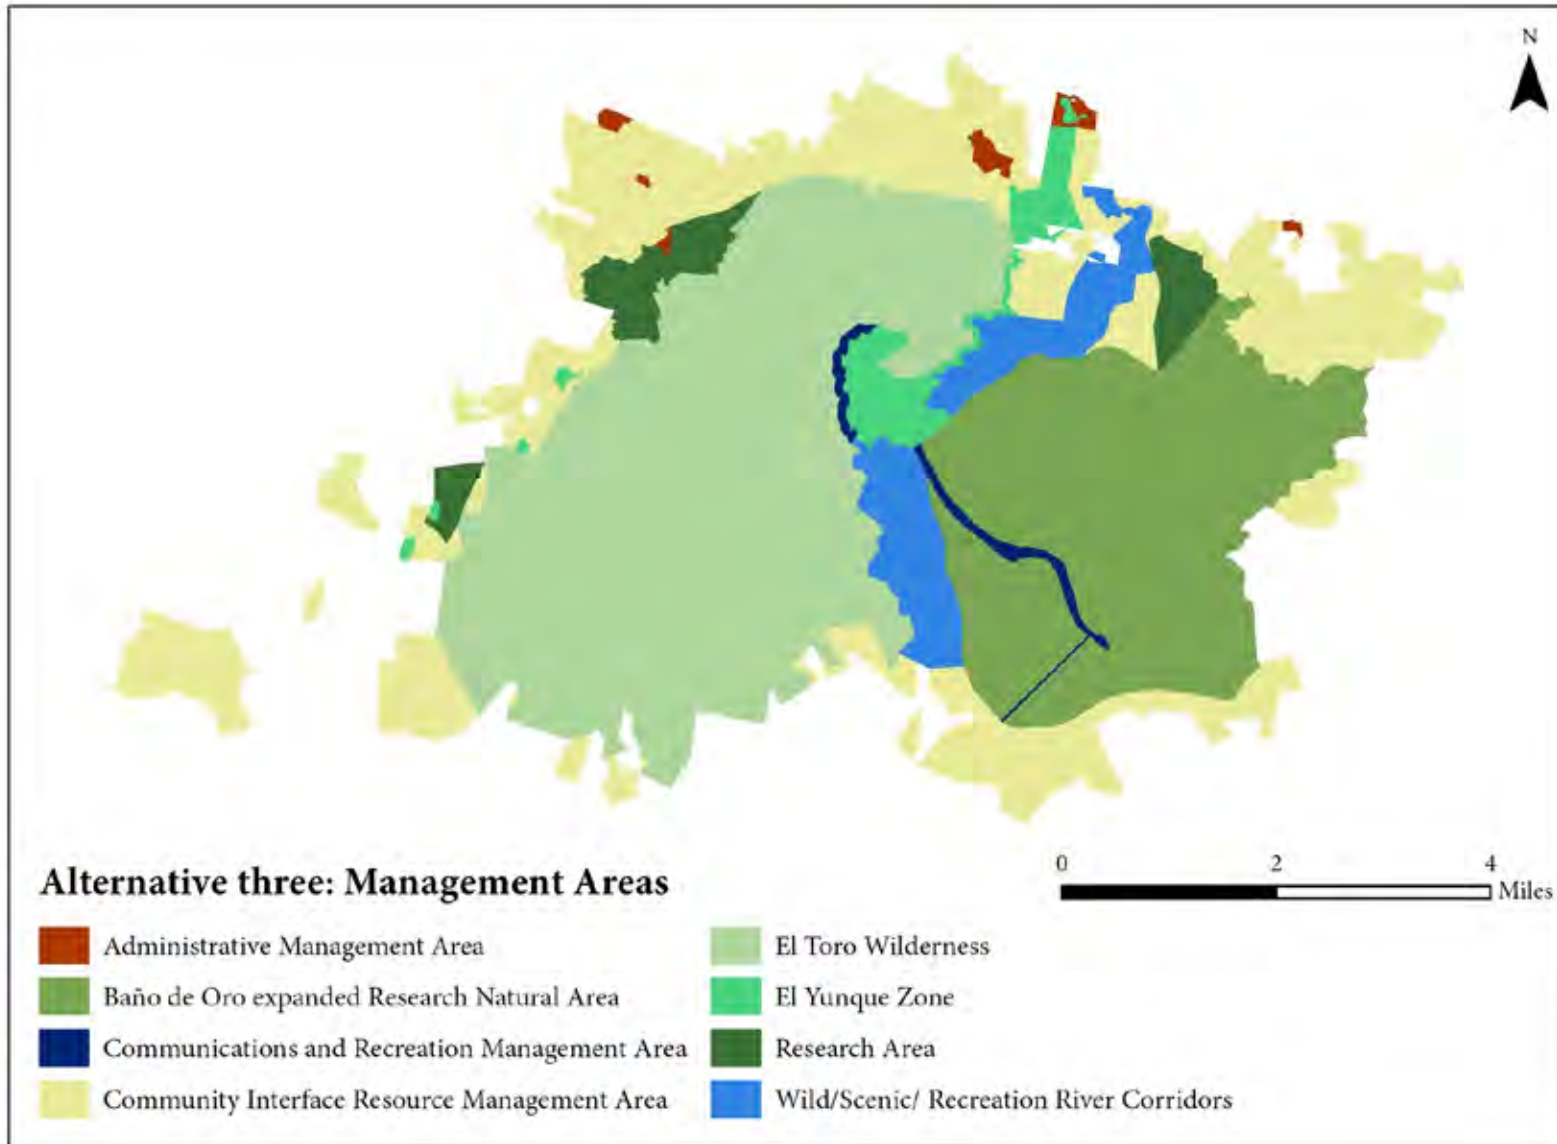 N
0 2 4
Miles
Alternative three: Management Areas
Administrative Management Area
Baño de Oro expanded Research Natural Area
Communications and Recreation Management Area
Community Interface Resource Management Area
El Toro Wilderness
El Yunque Zone
Research Area
Wild/Scenic/ Recreation River Corridors